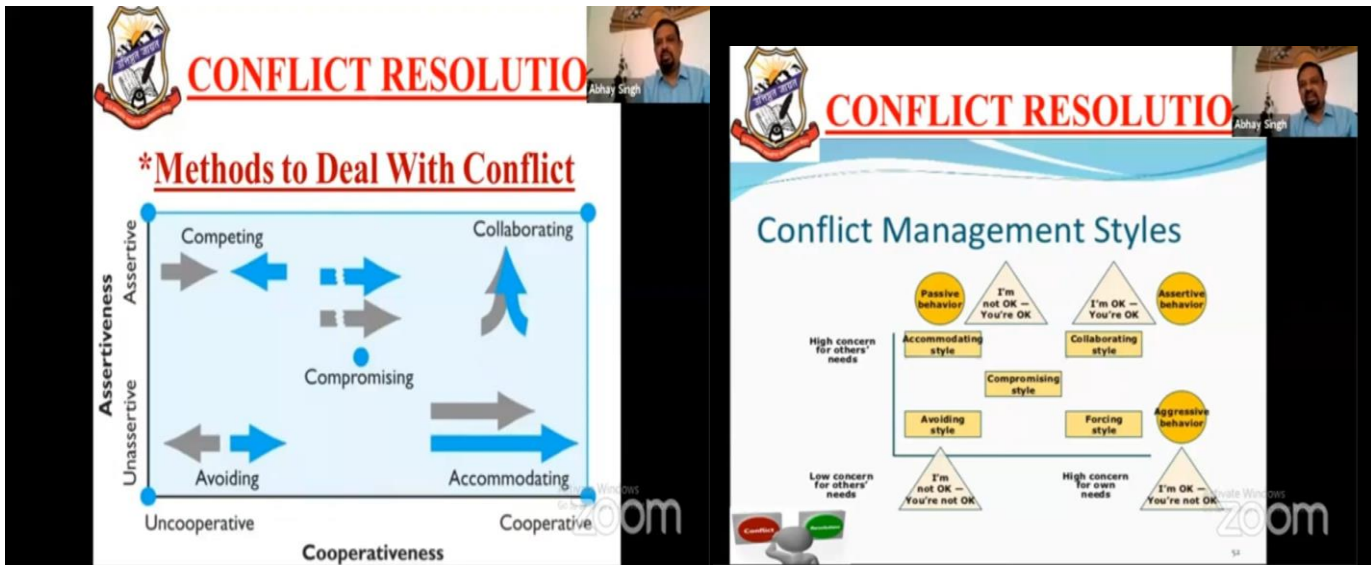 CONFLICT RESOLUTIO
Abhay Singh
*Methods to Deal With Conflict
Assertiveness
Assertive
Unassertive
Competing
Collaborating
Compromising
Avoiding
Accommodating
Uncooperative
Cooperative
Cooperativeness
zoom
CONFLICT RESOLUTIO
Abhay Singh
Conflict Management Styles
Passive
behavior
I'm
not OK —
You're OK
I'm OK —
You're OK
Assertive
behavior
High concern
for others'
needs
Accommodating
style
Collaborating
style
Compromising
style
Avoiding
style
Forcing
style
Aggressive
behavior
Low concern
for others'
needs
I'm
not OK —
You're not OK
High concern
for own
needs
I'm OK —
You're not OK
ivate Windows
zoom
Conflict
Resolution
52